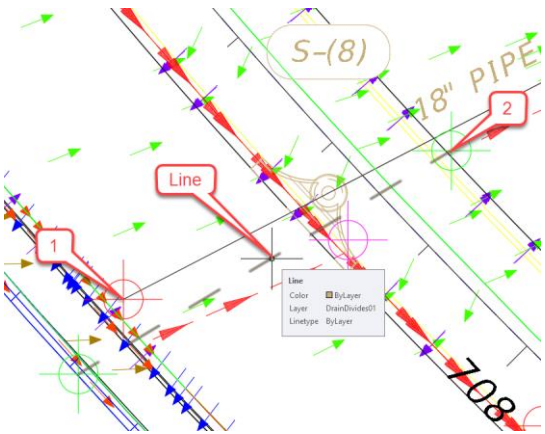 S-(8)
18" PIPE
2
Line
1
Line
Color ByLayer
Layer DrainDivides01
Linetype ByLayer
708